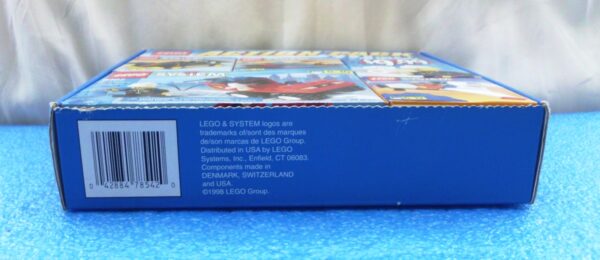 LEGO SYSTEM
LEGO & SYSTEM logos are
trademarks of/sont des marques
de/son marcas de LEGO Group.
Distributed in USA by LEGO
Systems, Inc., Enfield, CT 06083.
Components made in
DENMARK, SWITZERLAND
and USA.
©1998 LEGO Group.
0 42884 78542 0